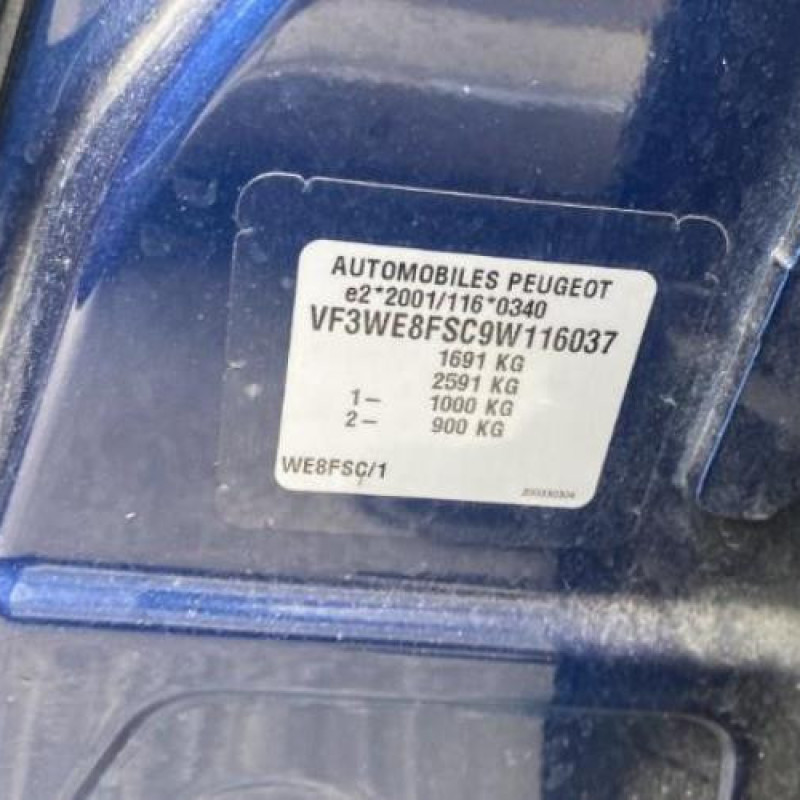 AUTOMOBILES PEUGEOT
e2*2001/116*0340
VF3WE8FSC9W116037
1691 KG
2591 KG
1– 1000 KG
2– 900 KG
WE8FSC/1